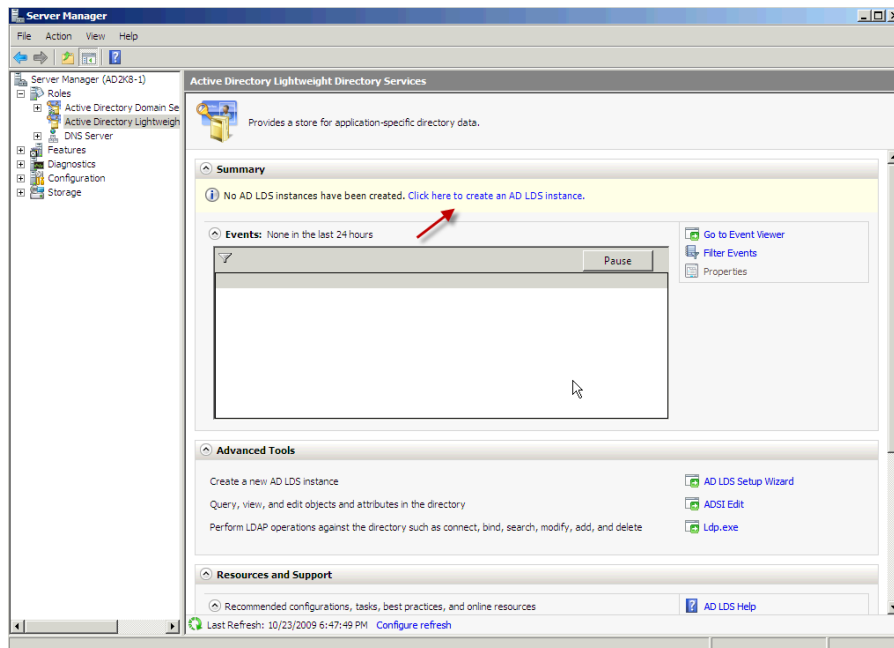 Server Manager
File Action View Help
Server Manager (AD2K8-1)
Roles
Active Directory Domain Se
Active Directory Lightweigh
DNS Server
Features
Diagnostics
Configuration
Storage
Active Directory Lightweight Directory Services
Provides a store for application-specific directory data.
Summary
No AD LDS instances have been created. Click here to create an AD LDS instance.
Events: None in the last 24 hours
Pause
Go to Event Viewer
Filter Events
Properties
Advanced Tools
Create a new AD LDS instance AD LDS Setup Wizard
Query, view, and edit objects and attributes in the directory ADSI Edit
Perform LDAP operations against the directory such as connect, bind, search, modify, add, and delete Ldp.exe
Resources and Support
Recommended configurations, tasks, best practices, and online resources AD LDS Help
Last Refresh: 10/23/2009 6:47:49 PM Configure refresh